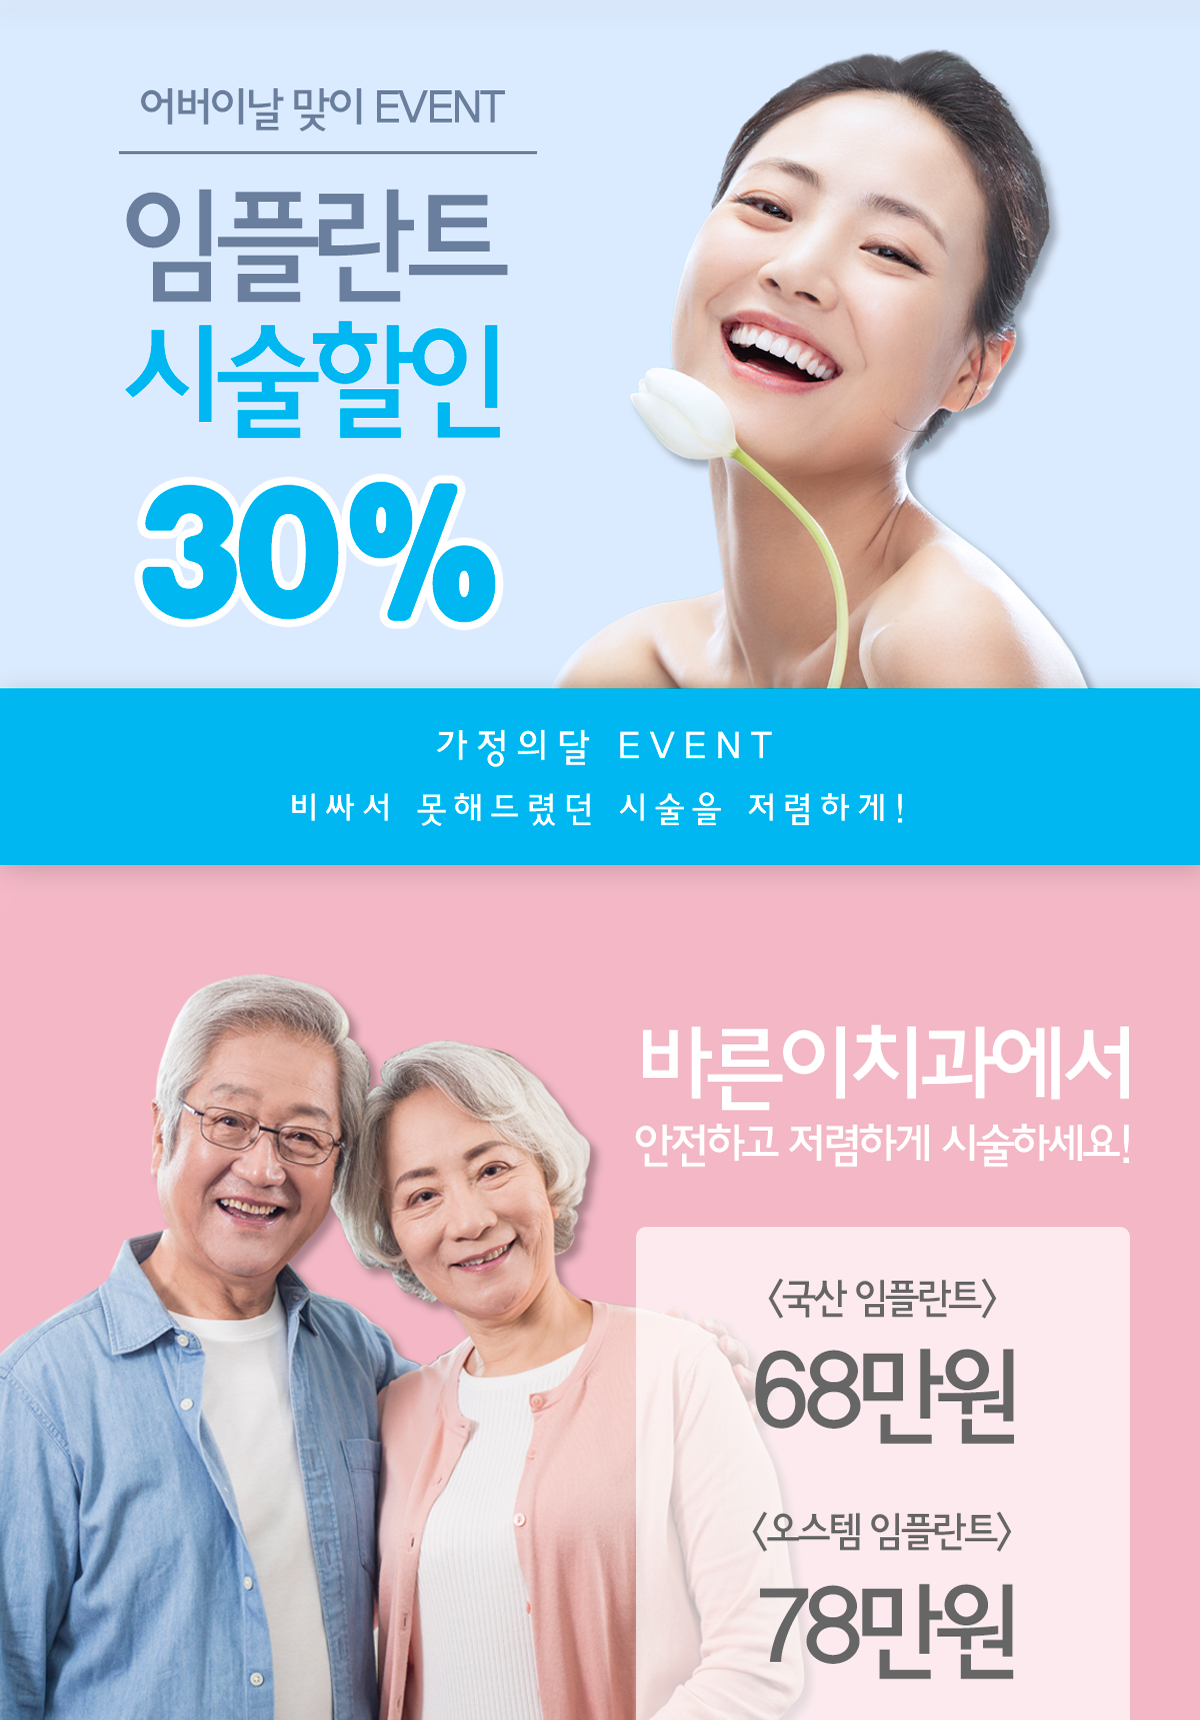 어버이날 맞이 EVENT
임플란트
시술할인
30%
가정의달 EVENT
비싸서 못해드렸던 시술을 저렴하게!
바른이치과에서
안전하고 저렴하게 시술하세요!
<국산 임플란트>
68만원
<오스템 임플란트>
78만원